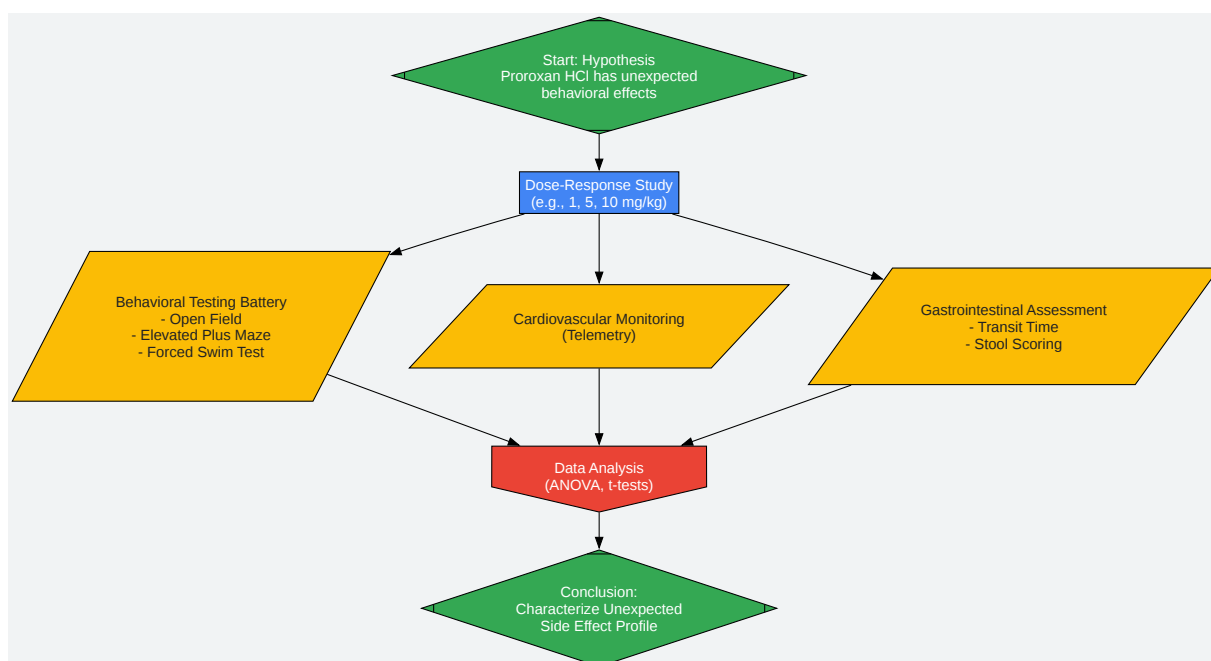 Start: Hypothesis
Proroxan HCl has unexpected
behavioral effects
Dose-Response Study
(e.g., 1, 5, 10 mg/kg)
Behavioral Testing Battery
- Open Field
- Elevated Plus Maze
- Forced Swim Test
Cardiovascular Monitoring
(Telemetry)
Gastrointestinal Assessment
- Transit Time
- Stool Scoring
Data Analysis
(ANOVA, t-tests)
Conclusion:
Characterize Unexpected
Side Effect Profile